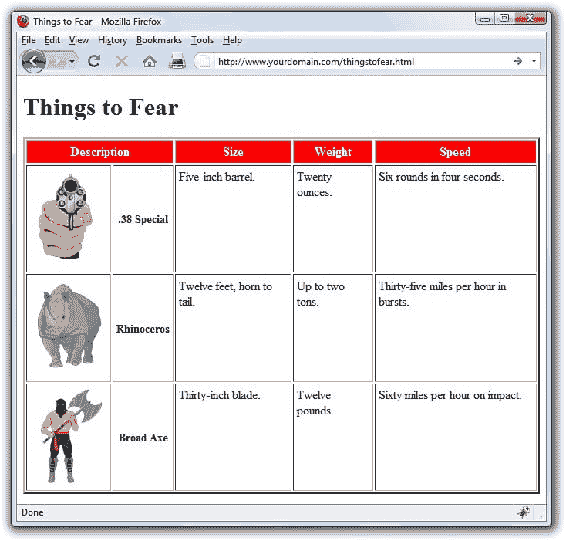 Things to Fear - Mozilla Firefox
File Edit View History Bookmarks Tools Help
http://www.yourdomain.com/thingstofear.html
Things to Fear
Description Size Weight Speed
.38 Special
Five-inch barrel.
Twenty
ounces.
Six rounds in four seconds.
Rhinoceros
Twelve feet, horn to
tail.
Up to two
tons.
Thirty-five miles per hour in
bursts.
Broad Axe
Thirty-inch blade.
Twelve
pounds
Sixty miles per hour on impact.
Done